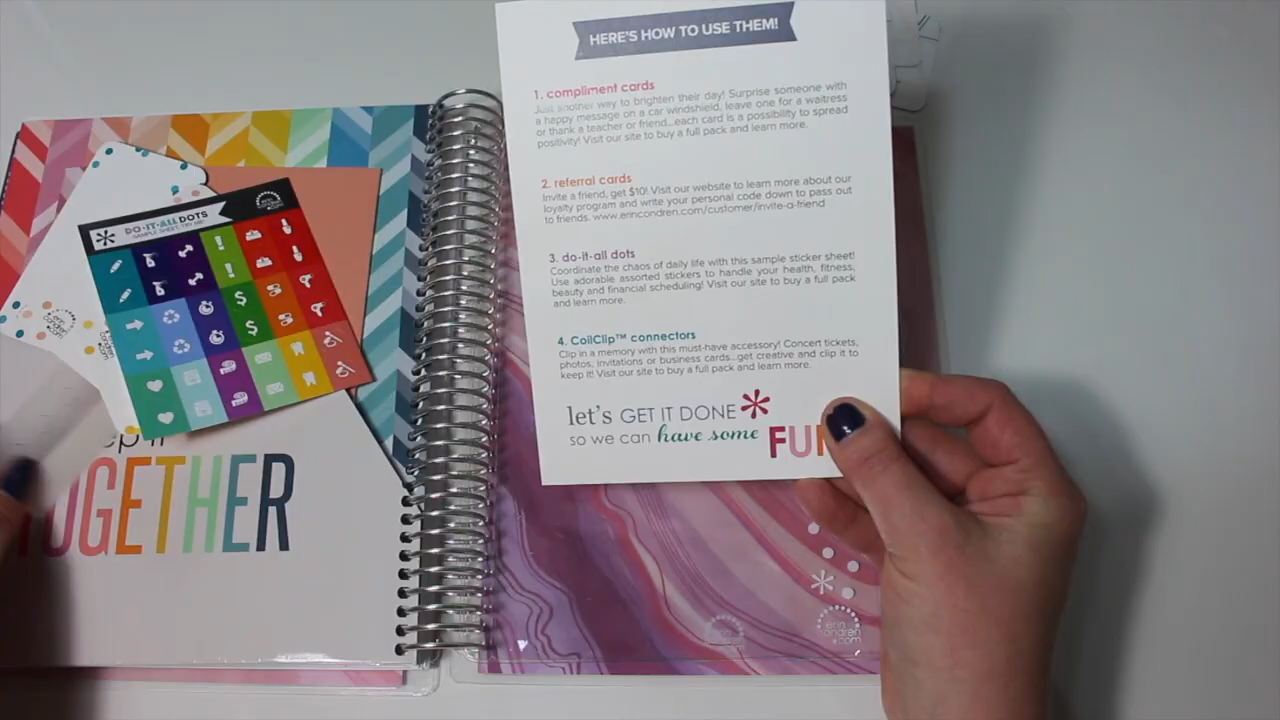 HERE'S HOW TO USE THEM!
1. compliment cards
Just another way to brighten their day! Surprise someone with
a happy message on a car windshield, leave one for a waitress
or thank a teacher or friend...each card is a possibility to spread
positivity! Visit our site to buy a full pack and learn more.
2. referral cards
Invite a friend, get $10! Visit our website to learn more about our
loyalty program and write your personal code down to pass out
to friends. www.erincondren.com/customer/invite-a-friend
3. do-it-all dots
Coordinate the chaos of daily life with this sample sticker sheet!
Use adorable assorted stickers to handle your health, fitness,
beauty and financial scheduling! Visit our site to buy a full pack
and learn more.
4. CoilClip™ connectors
Clip in a memory with this must-have accessory! Concert tickets,
photos, invitations or business cards...get creative and clip it to
keep it! Visit our site to buy a full pack and learn more.
let's GET IT DONE
so we can have some FUN
DO-IT-ALL DOTS
SAMPLE SHEET. TRY ME!
TOGETHER
erin
condren
.com